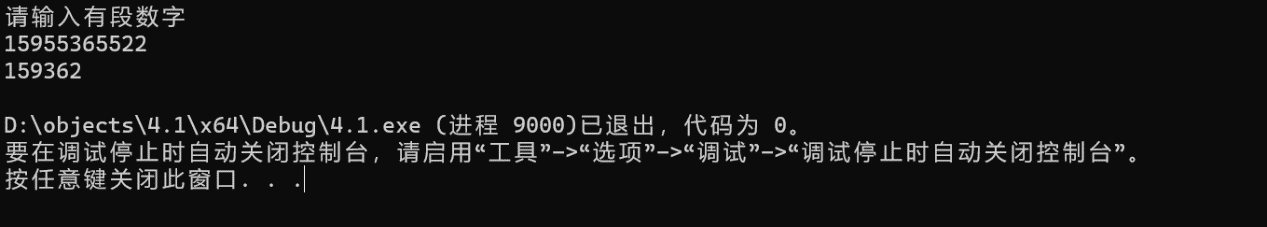 请输入有段数字
15955365522
159362
D:\objects\4.1\x64\Debug\4.1.exe (进程 9000)已退出，代码为 0。
要在调试停止时自动关闭控制台，请启用“工具”->“选项”->“调试”->“调试停止时自动关闭控制台”。
按任意键关闭此窗口. . .